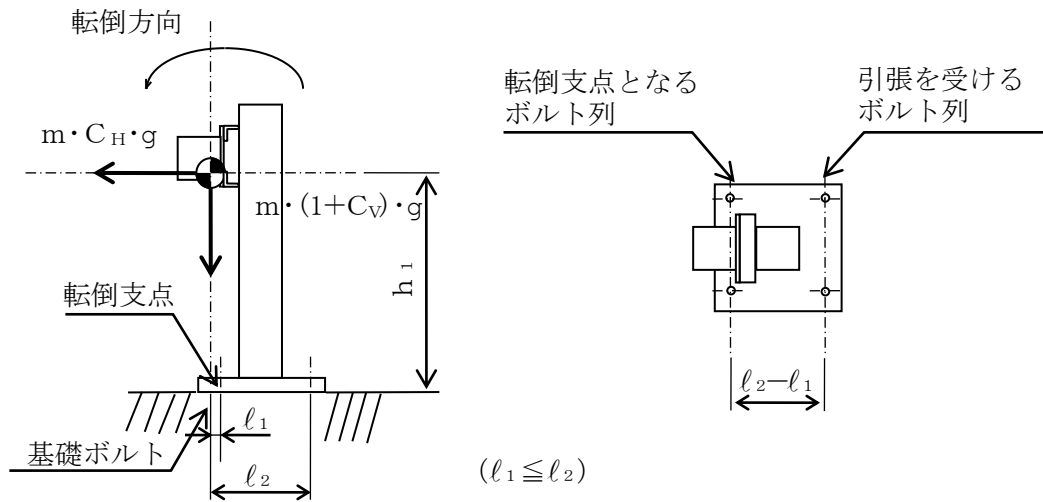 転倒方向
m・CH・g
m・(1+CV)・g
h1
転倒支点
基礎ボルト
ℓ1
ℓ2
(ℓ1≦ℓ2)
転倒支点となる
ボルト列
引張を受ける
ボルト列
ℓ2−ℓ1